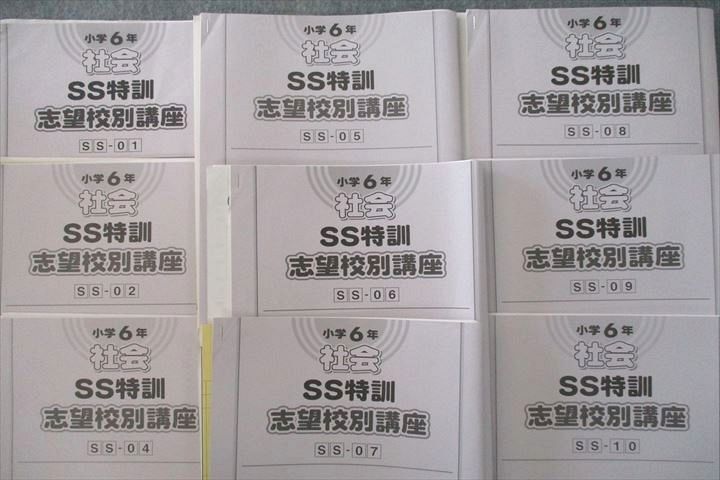 小学6年
社会
SS特訓
志望校別講座
SS-01
小学6年
社会
SS特訓
志望校別講座
SS-05
小学6年
社会
SS特訓
志望校別講座
SS-08
小学6年
社会
SS特訓
志望校別講座
SS-02
小学6年
社会
SS特訓
志望校別講座
SS-06
小学6年
社会
SS特訓
志望校別講座
SS-09
小学6年
社会
SS特訓
志望校別講座
SS-04
小学6年
社会
SS特訓
志望校別講座
SS-07
小学6年
社会
SS特訓
志望校別講座
SS-10